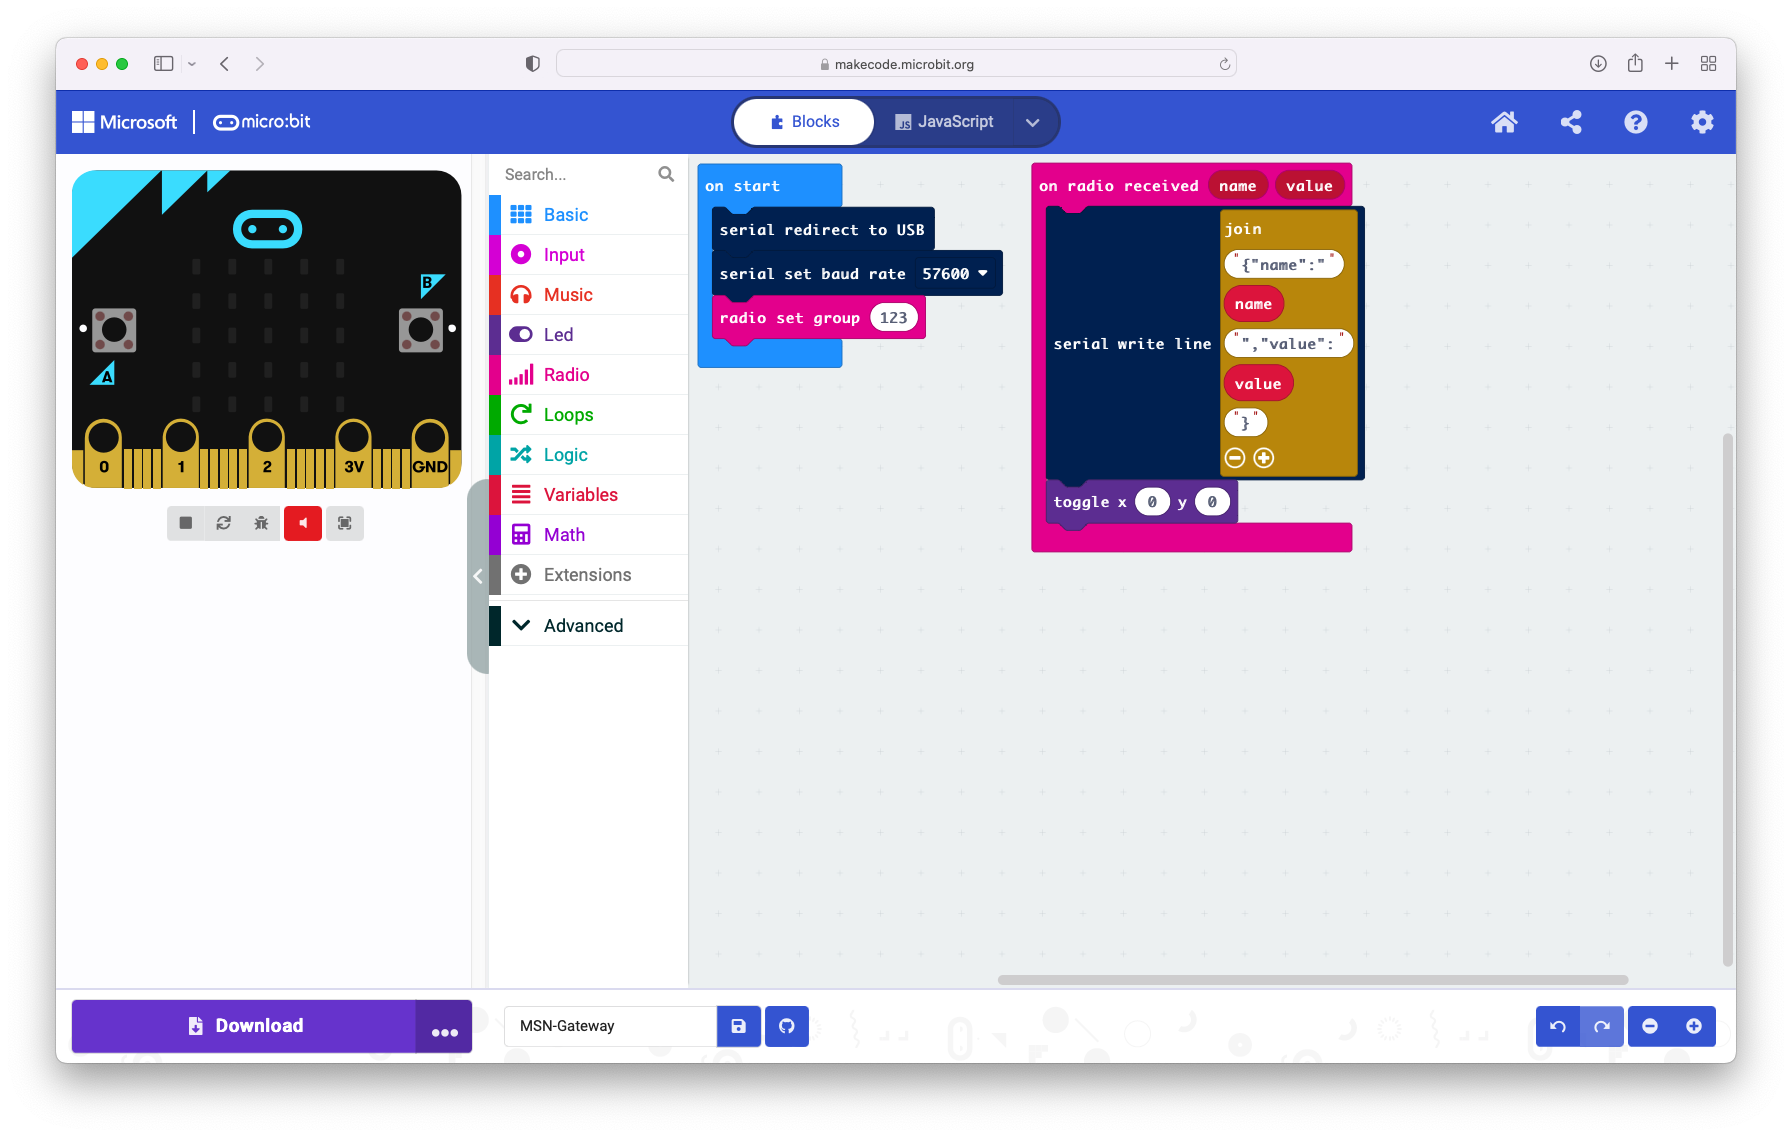 makecode.microbit.org
Microsoft
micro:bit
Blocks
JS
JavaScript
Search...
Basic
Input
Music
Led
Radio
Loops
Logic
Variables
Math
Extensions
Advanced
B
A
0
1
2
3V
GND
on start
serial redirect to USB
serial set baud rate 57600
radio set group 123
on radio received name value
serial write line
join
"{"name":""
name
"","value":"
value
"}"
toggle x 0 y 0
Download
MSN-Gateway